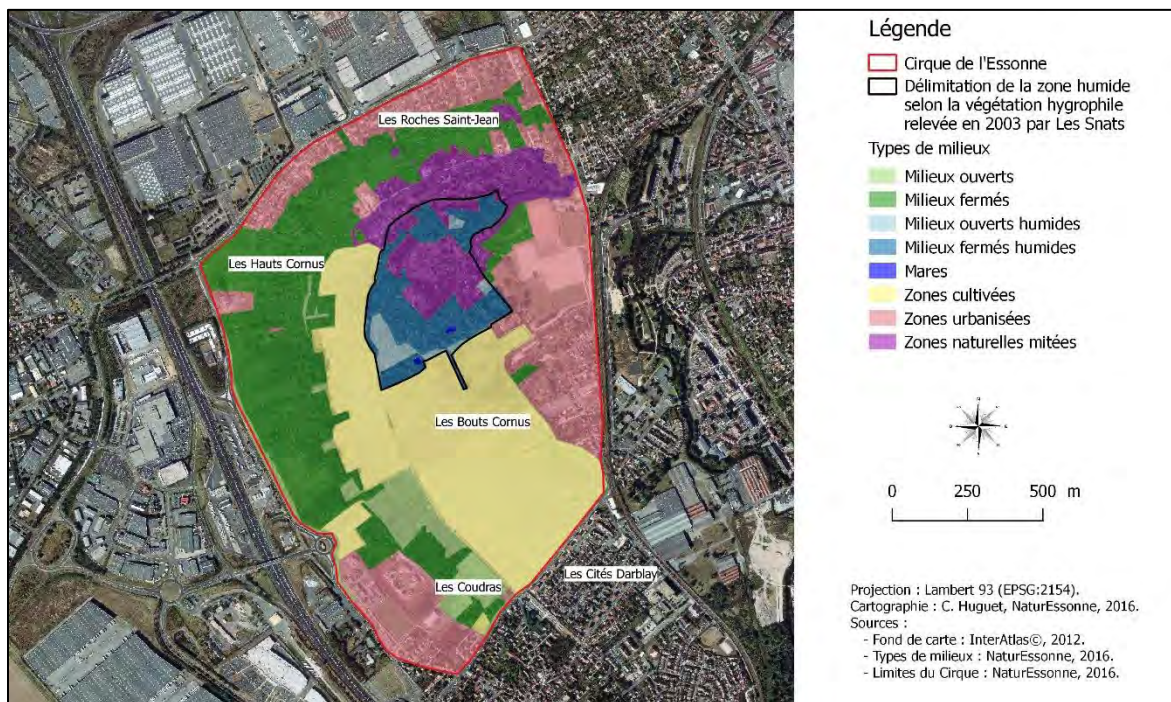 Les Roches Saint-Jean
Les Hauts Cornus
Les Bouts Cornus
Les Coudras
Les Cités Darblay
Légende
Cirque de l'Essonne
Délimitation de la zone humide
selon la végétation hygrophile
relevée en 2003 par Les Snats
Types de milieux
Milieux ouverts
Milieux fermés
Milieux ouverts humides
Milieux fermés humides
Mares
Zones cultivées
Zones urbanisées
Zones naturelles mitées
0 250 500 m
Projection : Lambert 93 (EPSG:2154).
Cartographie : C. Huguet, NaturEssonne, 2016.
Sources :
- Fond de carte : InterAtlas©, 2012.
- Types de milieux : NaturEssonne, 2016.
- Limites du Cirque : NaturEssonne, 2016.